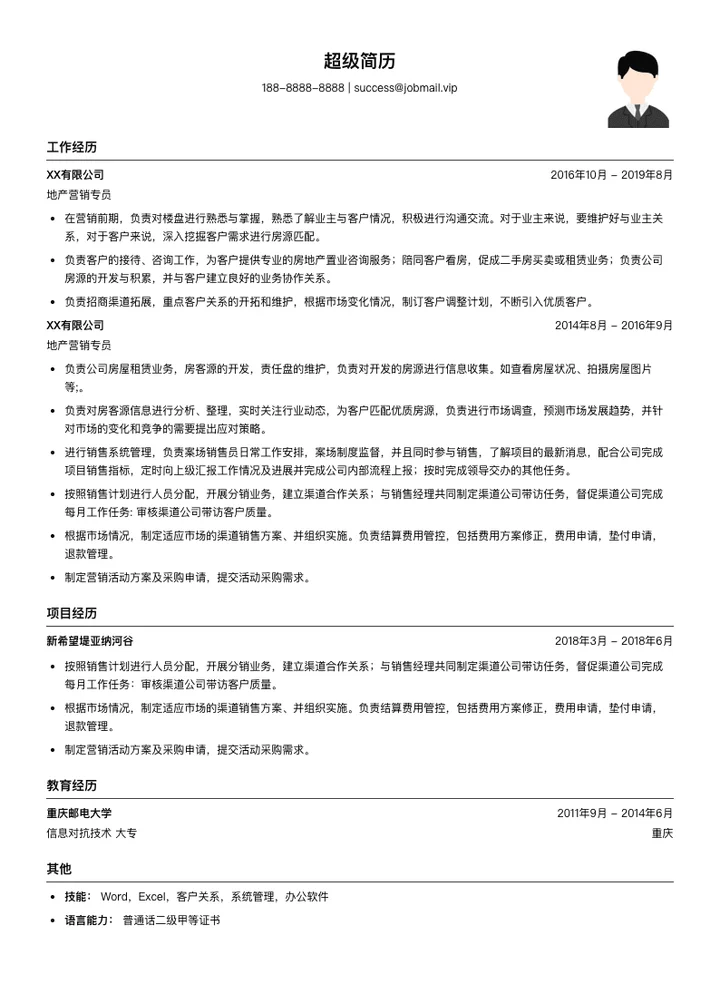 超级简历
188-8888-8888 | success@jobmail.vip
工作经历
XX有限公司 2016年10月 – 2019年8月
地产营销专员
• 在营销前期，负责对楼盘进行熟悉与掌握，熟悉了解业主与客户情况，积极进行沟通交流。对于业主来说，要维护好与业主关
系，对于客户来说，深入挖掘客户需求进行房源匹配。
• 负责客户的接待、咨询工作，为客户提供专业的房地产置业咨询服务；陪同客户看房，促成二手房买卖或租赁业务；负责公司
房源的开发与积累，并与客户建立良好的业务协作关系。
• 负责招商渠道拓展，重点客户关系的开拓和维护，根据市场变化情况，制订客户调整计划，不断引入优质客户。
XX有限公司 2014年8月 – 2016年9月
地产营销专员
• 负责公司房屋租赁业务，房客源的开发，责任盘的维护，负责对开发的房源进行信息收集。如查看房屋状况、拍摄房屋图片
等;。
• 负责对房客源信息进行分析、整理，实时关注行业动态，为客户匹配优质房源，负责进行市场调查，预测市场发展趋势，并针
对市场的变化和竞争的需要提出应对策略。
• 进行销售系统管理，负责案场销售员日常工作安排，案场制度监督，并且同时参与销售，了解项目的最新消息，配合公司完成
项目销售指标，定时向上级汇报工作情况及进展并完成公司内部流程上报；按时完成领导交办的其他任务。
• 按照销售计划进行人员分配，开展分销业务，建立渠道合作关系；与销售经理共同制定渠道公司带访任务，督促渠道公司完成
每月工作任务: 审核渠道公司带访客户质量。
• 根据市场情况，制定适应市场的渠道销售方案、并组织实施。负责结算费用管控，包括费用方案修正，费用申请，垫付申请，
退款管理。
• 制定营销活动方案及采购申请，提交活动采购需求。
项目经历
新希望堤亚纳河谷 2018年3月 – 2018年6月
• 按照销售计划进行人员分配，开展分销业务，建立渠道合作关系；与销售经理共同制定渠道公司带访任务，督促渠道公司完成
每月工作任务：审核渠道公司带访客户质量。
• 根据市场情况，制定适应市场的渠道销售方案、并组织实施。负责结算费用管控，包括费用方案修正，费用申请，垫付申请，
退款管理。
• 制定营销活动方案及采购申请，提交活动采购需求。
教育经历
重庆邮电大学 2011年9月 – 2014年6月
信息对抗技术 大专 重庆
其他
• 技能： Word，Excel，客户关系，系统管理，办公软件
• 语言能力： 普通话二级甲等证书